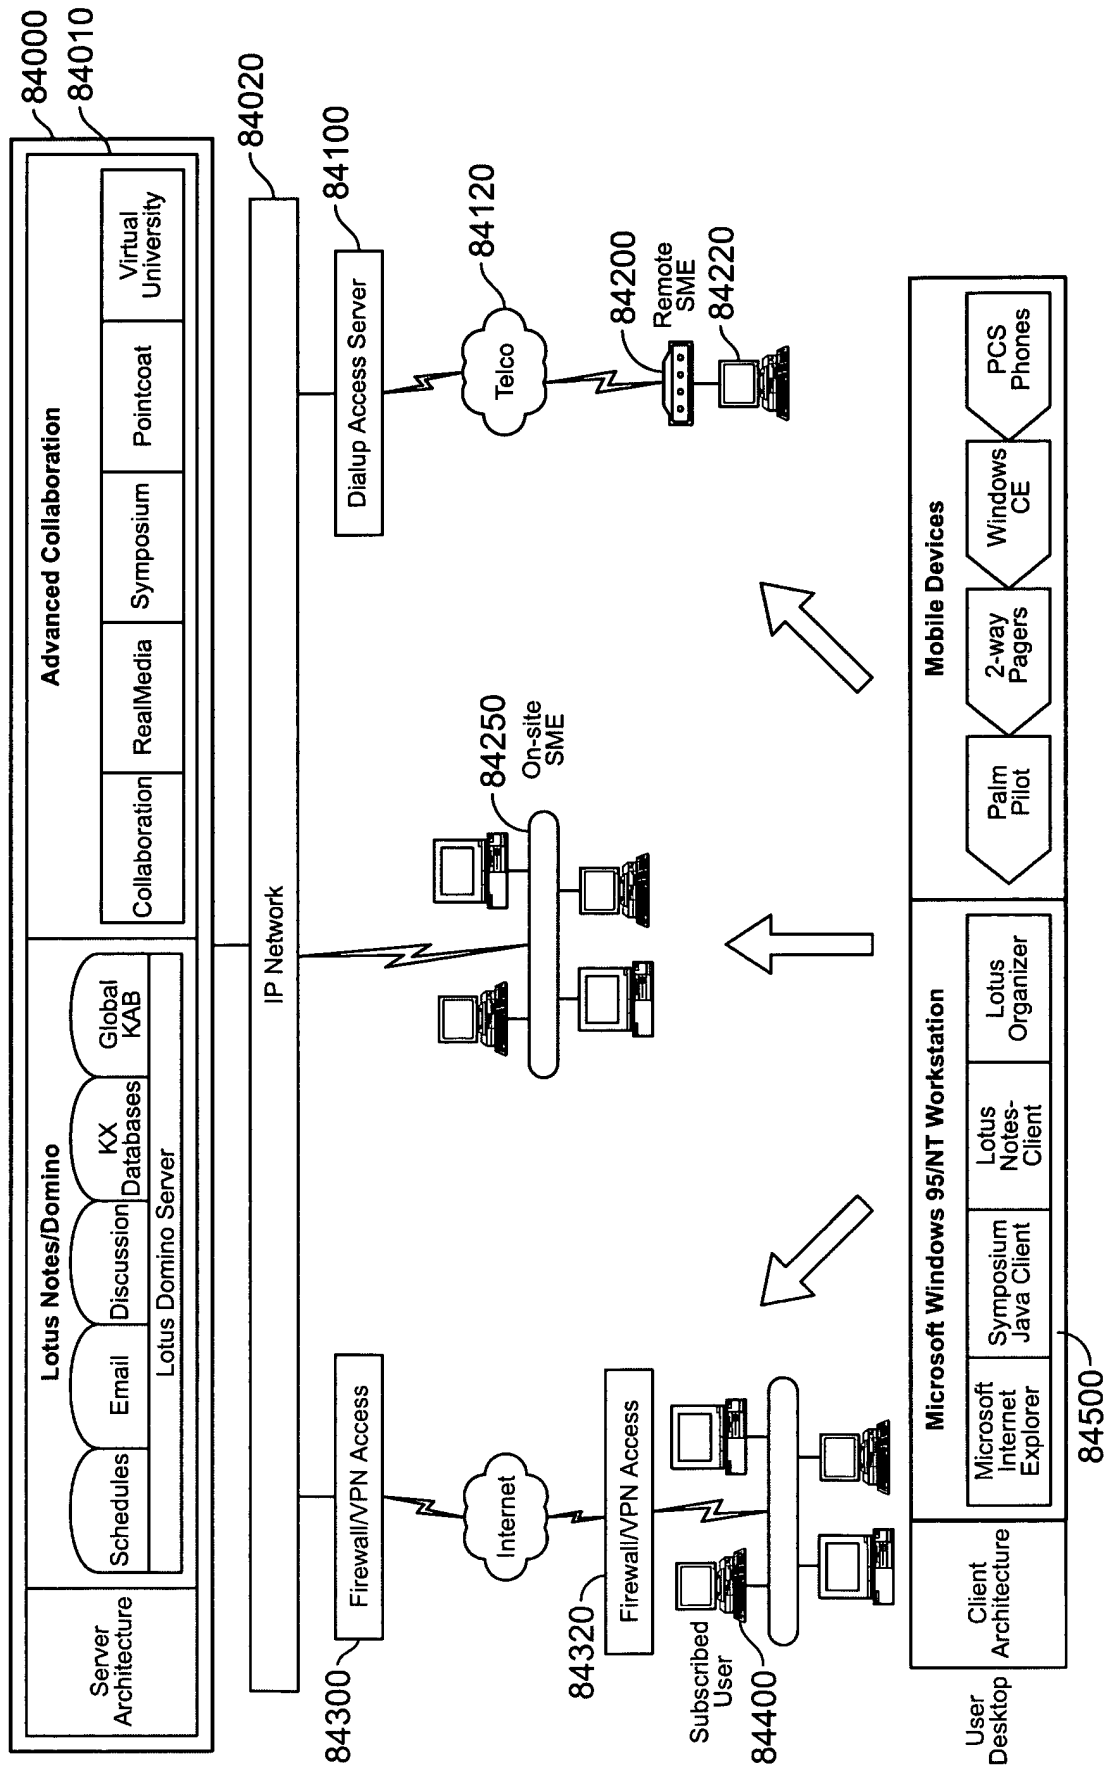 84000
84010
Server
Architecture
Lotus Notes/Domino
Schedules
Email
Discussion
KX
Databases
Global
KAB
Lotus Domino Server
Advanced Collaboration
Collaboration
RealMedia
Symposium
Pointcoat
Virtual
University
84020
IP Network
84300
Firewall/VPN Access
Internet
84320
Firewall/VPN Access
Subscribed
User
84400
84250
On-site
SME
84100
Dialup Access Server
84120
Telco
84200
Remote
SME
84220
User
Desktop
Client
Architecture
Microsoft Windows 95/NT Workstation
Microsoft
Internet
Explorer
Symposium
Java Client
Lotus
Notes-
Client
Lotus
Organizer
84500
Mobile Devices
Palm
Pilot
2-way
Pagers
Windows
CE
PCS
Phones